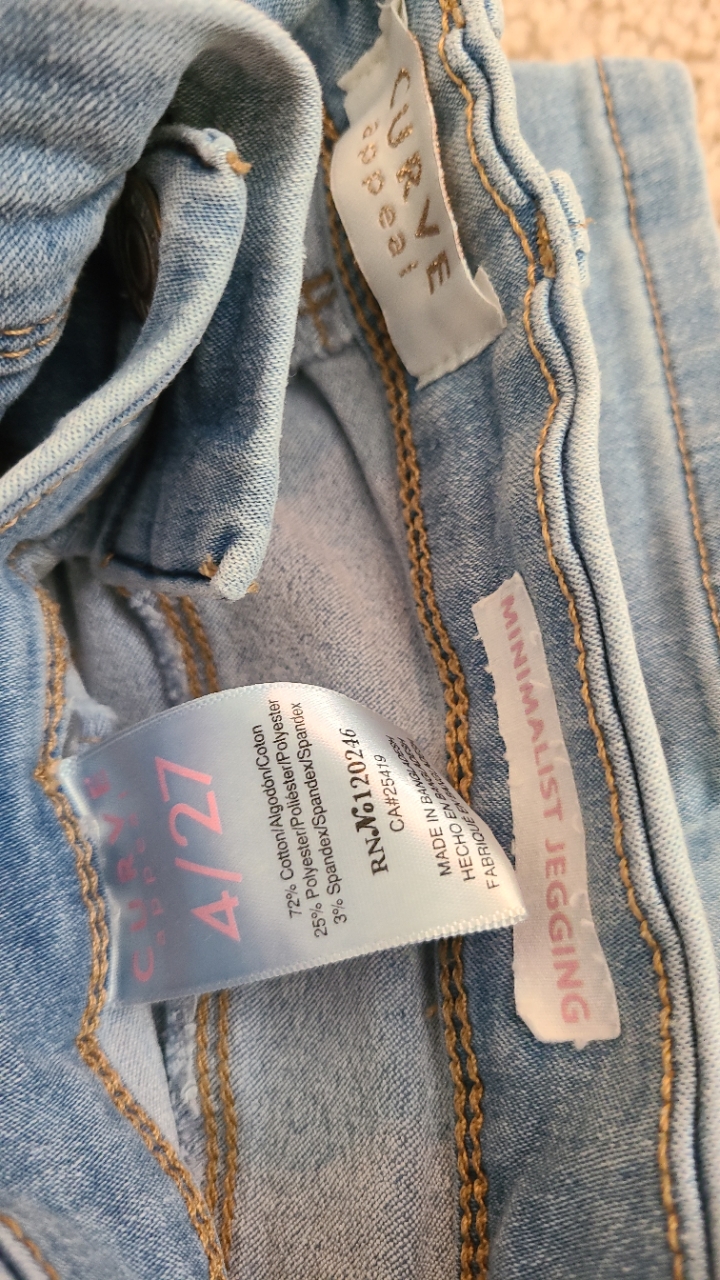 CURVE
appeal
MINIMALIST JEGGING
CURVE
4/27
72% Cotton/Algodón/Coton
25% Polyester/Poliéster/Polyester
3% Spandex/Spandex/Spandex
RN№120246
CA#25419
MADE IN BANGLADESH
HECHO EN
FABRIQUÉ